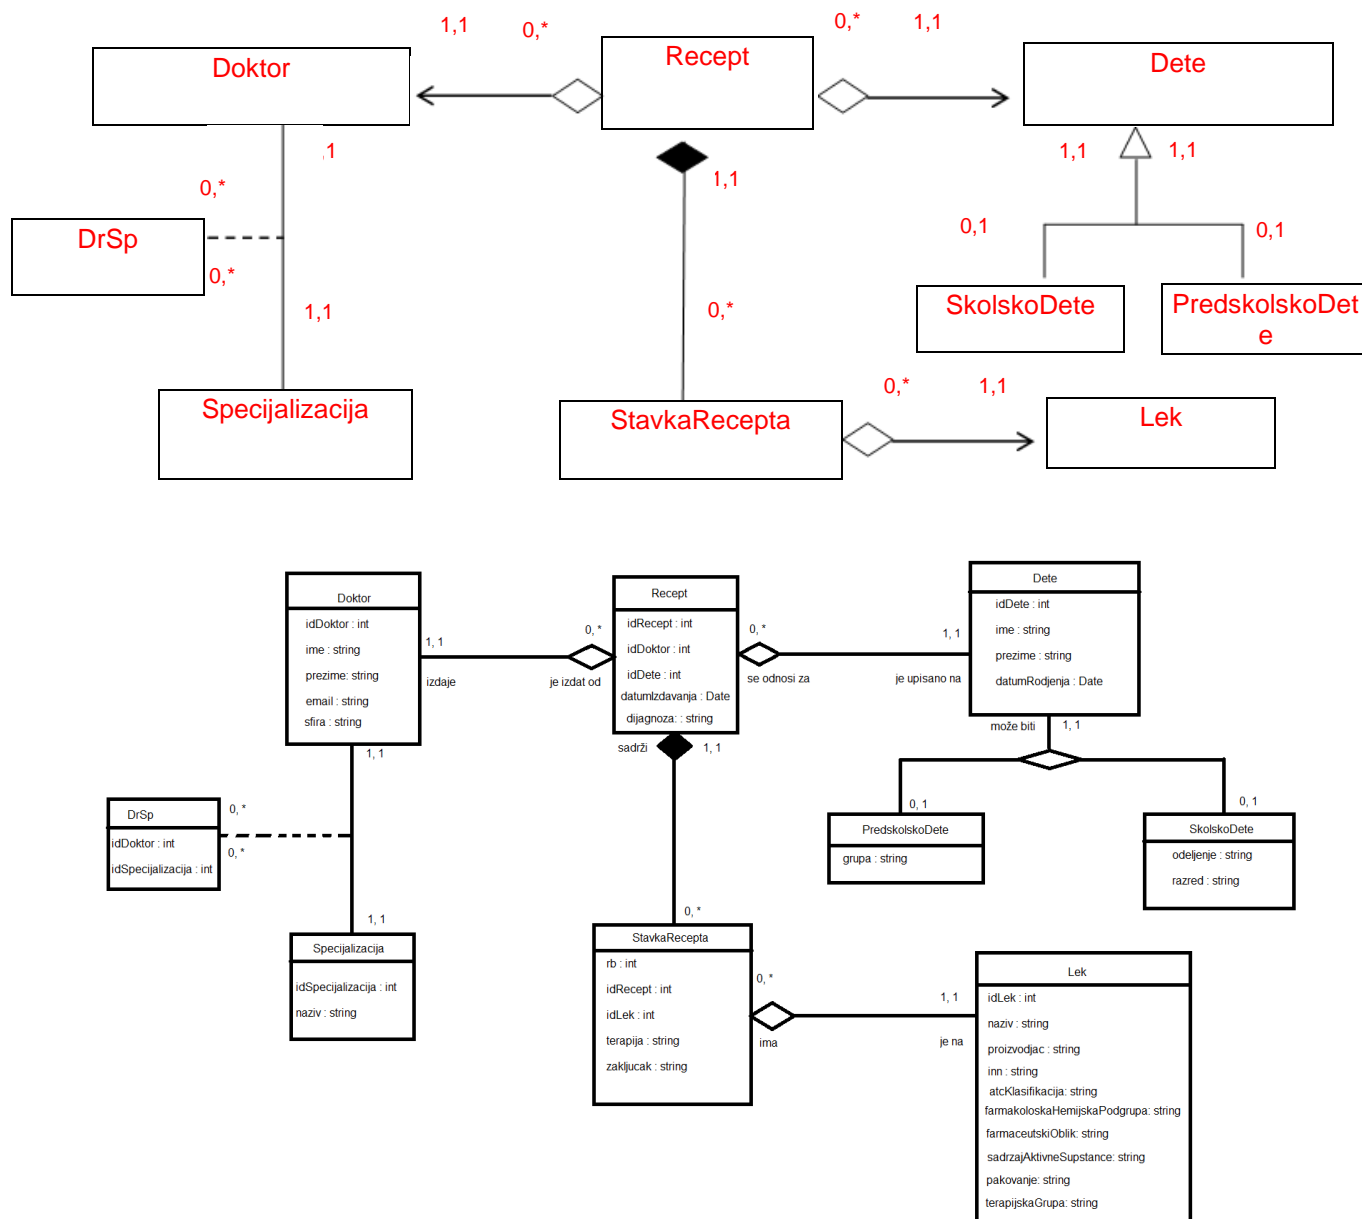 1,1
0,*
0,*
1,1
Doktor
Recept
Dete
,1
1,1
1,1
1,1
0,*
DrSp
0,*
0,1
0,1
SkolskoDete
PredskolskoDet
e
1,1
0,*
Specijalizacija
StavkaRecepta
0,*
1,1
Lek
Doktor
idDoktor : int
ime : string
prezime: string
email : string
sfira : string
1, 1
izdaje
0, *
je izdat od
Recept
idRecept : int
idDoktor : int
idDete : int
datumIzdavanja : Date
dijagnoza: : string
0, *
se odnosi za
1, 1
je upisano na
Dete
idDete : int
ime : string
prezime : string
datumRodjenja : Date
može biti
1, 1
sadrži
1, 1
1, 1
DrSp
idDoktor : int
idSpecijalizacija : int
0, *
0, *
0, 1
0, 1
PredskolskoDete
grupa : string
SkolskoDete
odeljenje : string
razred : string
1, 1
0, *
Specijalizacija
idSpecijalizacija : int
naziv : string
StavkaRecepta
rb : int
idRecept : int
idLek : int
terapija : string
zakljucak : string
0, *
ima
1, 1
je na
Lek
idLek : int
naziv : string
proizvodjac : string
inn : string
atcKlasifikacija: string
farmakoloskaHemijskaPodgrupa: string
farmaceutskiOblik: string
sadrzajAktivneSupstance: string
pakovanje: string
terapijskaGrupa: string